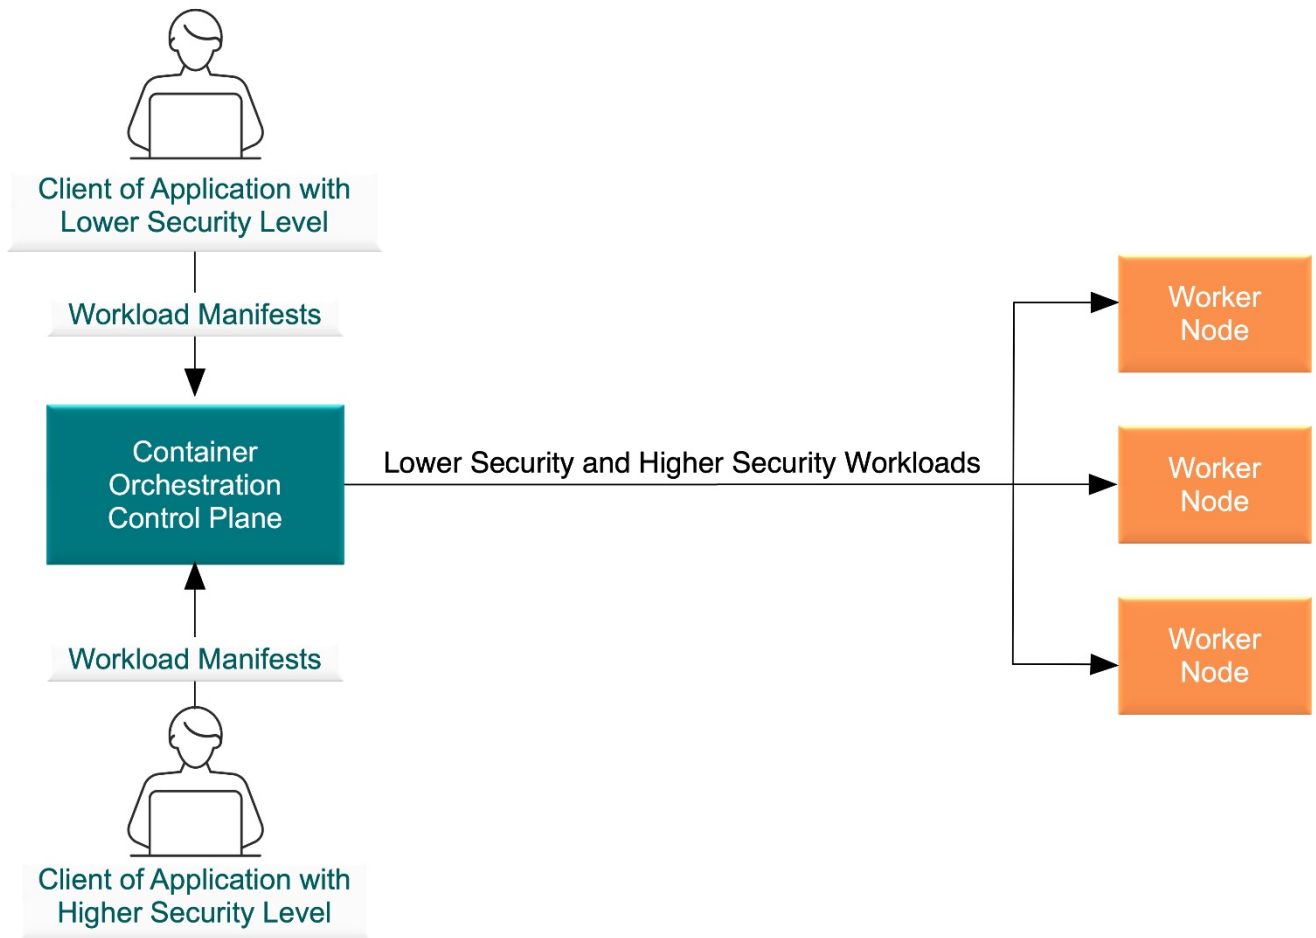 Client of Application with
Lower Security Level
Workload Manifests
Container
Orchestration
Control Plane
Lower Security and Higher Security Workloads
Worker
Node
Worker
Node
Worker
Node
Workload Manifests
Client of Application with
Higher Security Level